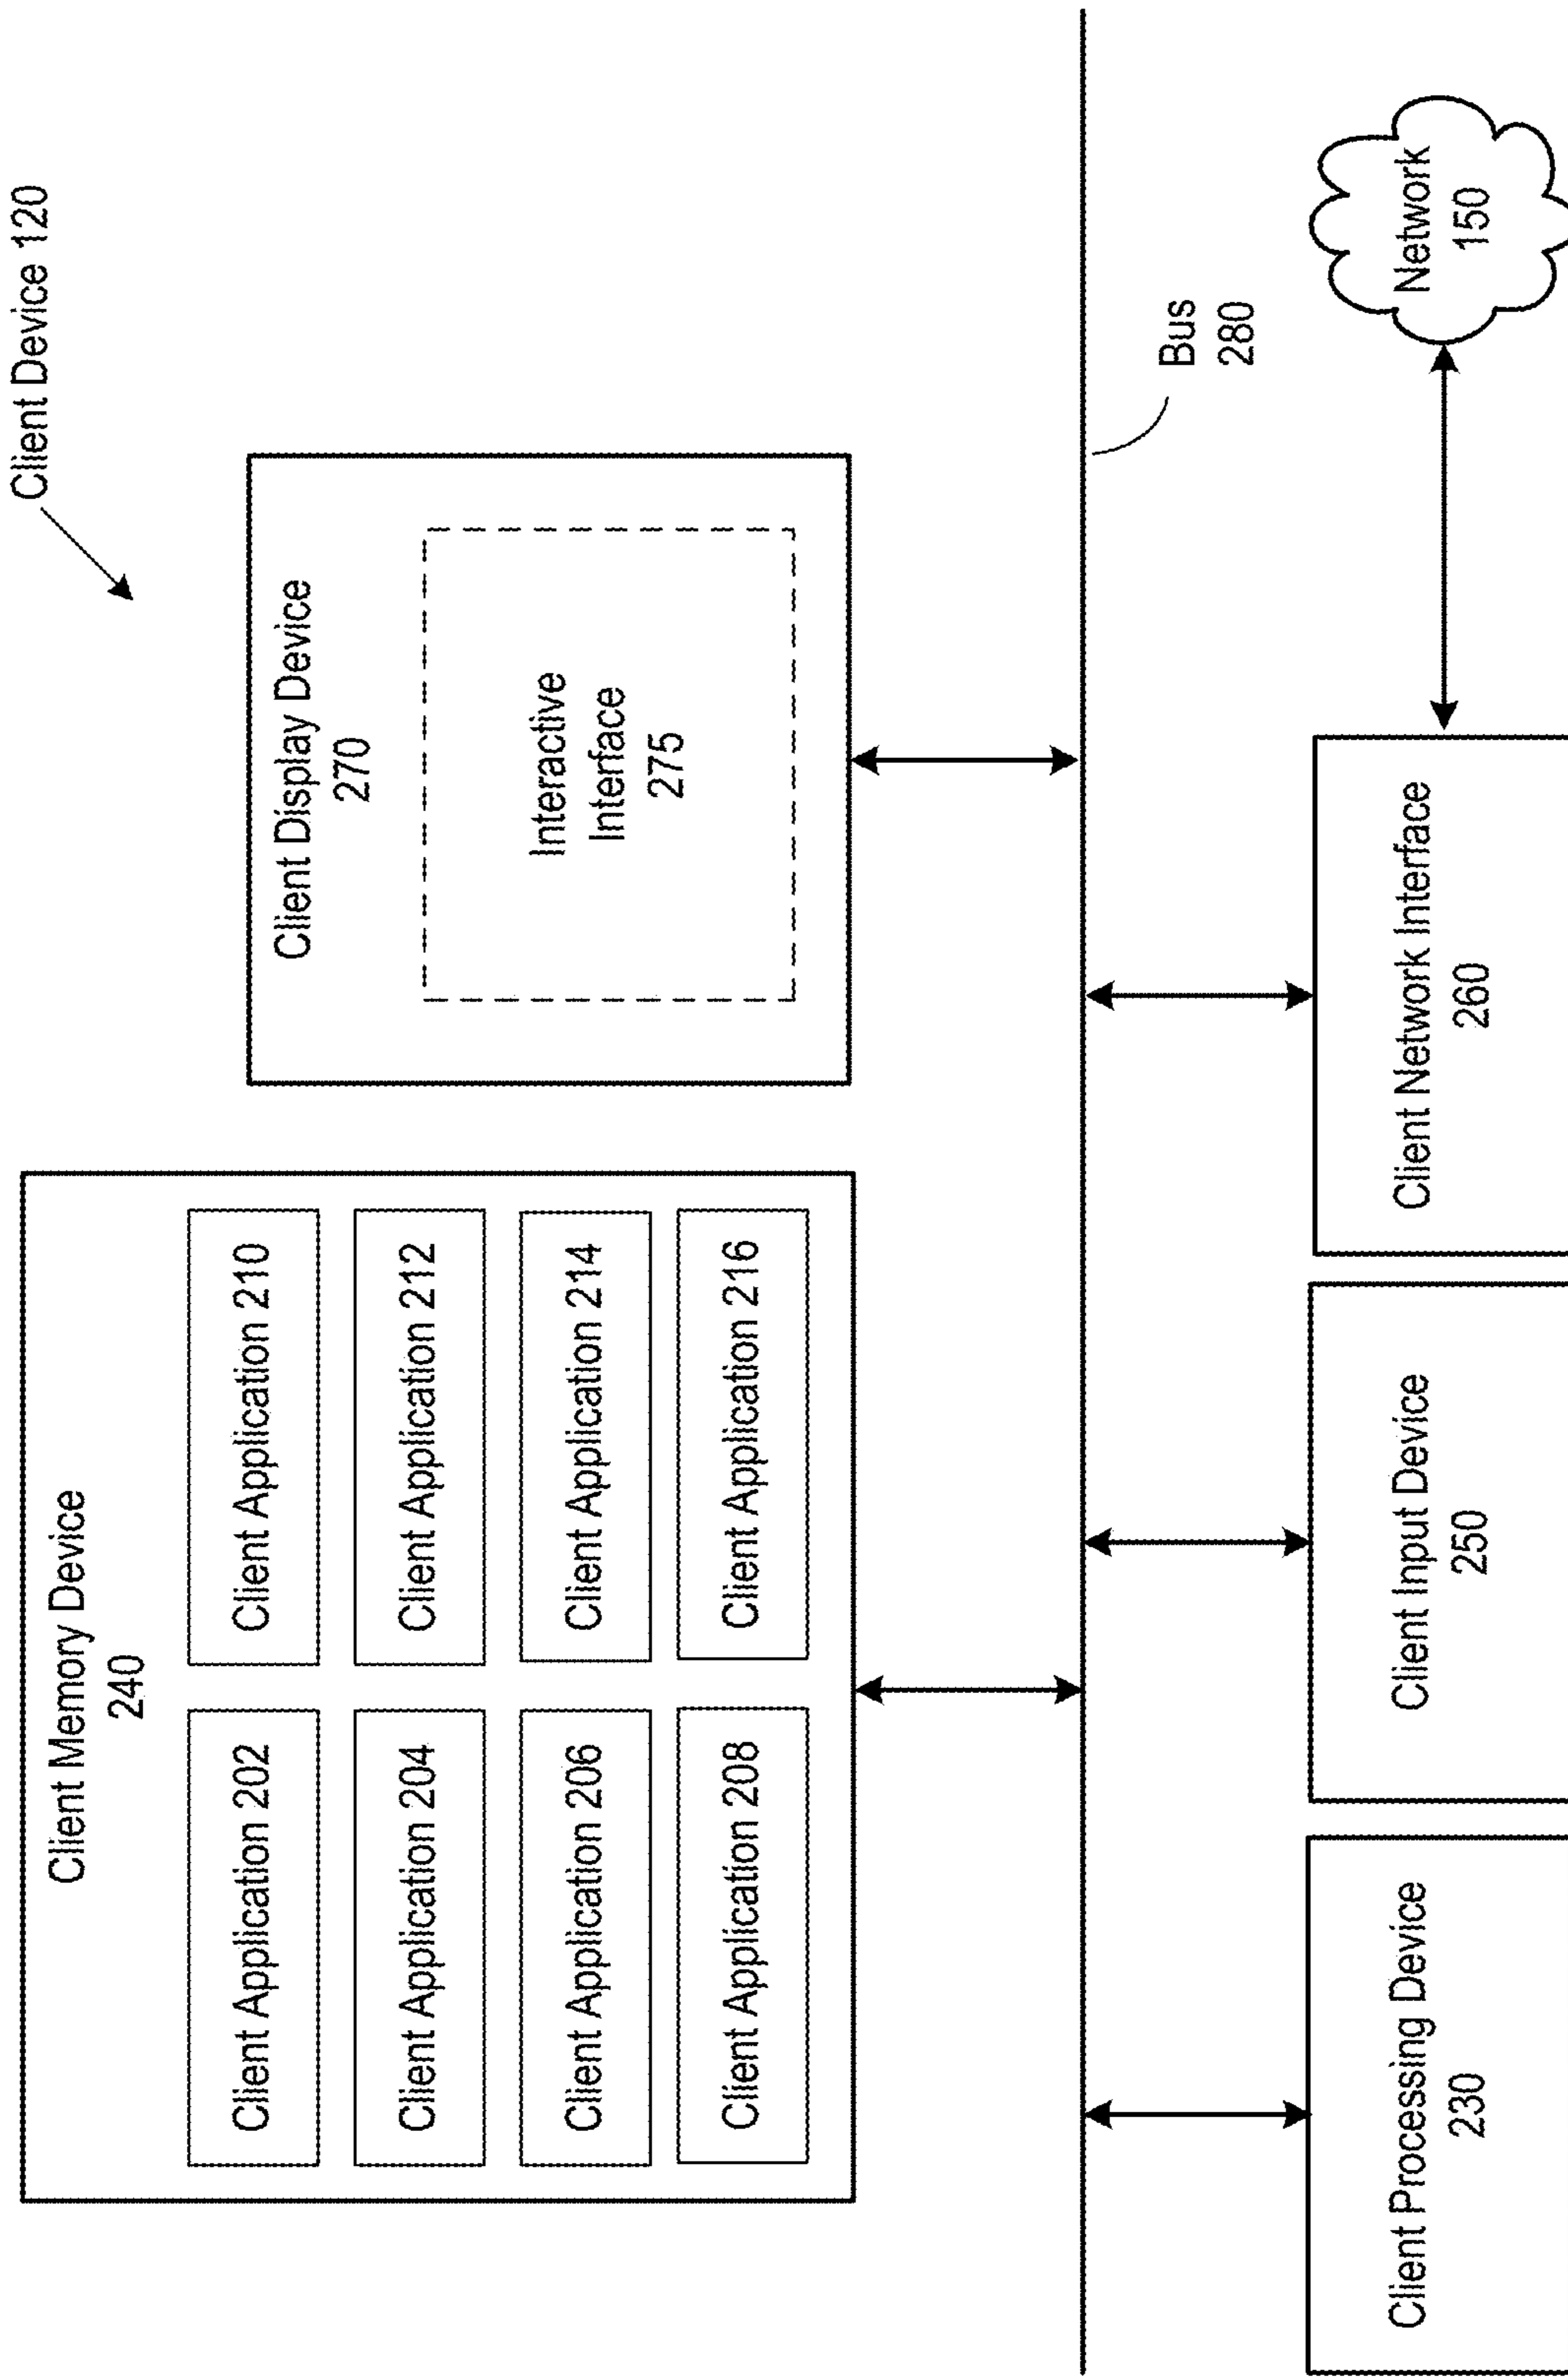 Client Device 120
Client Memory Device
240
Client Application 202
Client Application 210
Client Application 204
Client Application 212
Client Application 206
Client Application 214
Client Application 208
Client Application 216
Client Display Device
270
Interactive
Interface
275
Bus
280
Client Processing Device
230
Client Input Device
250
Client Network Interface
260
Network
150